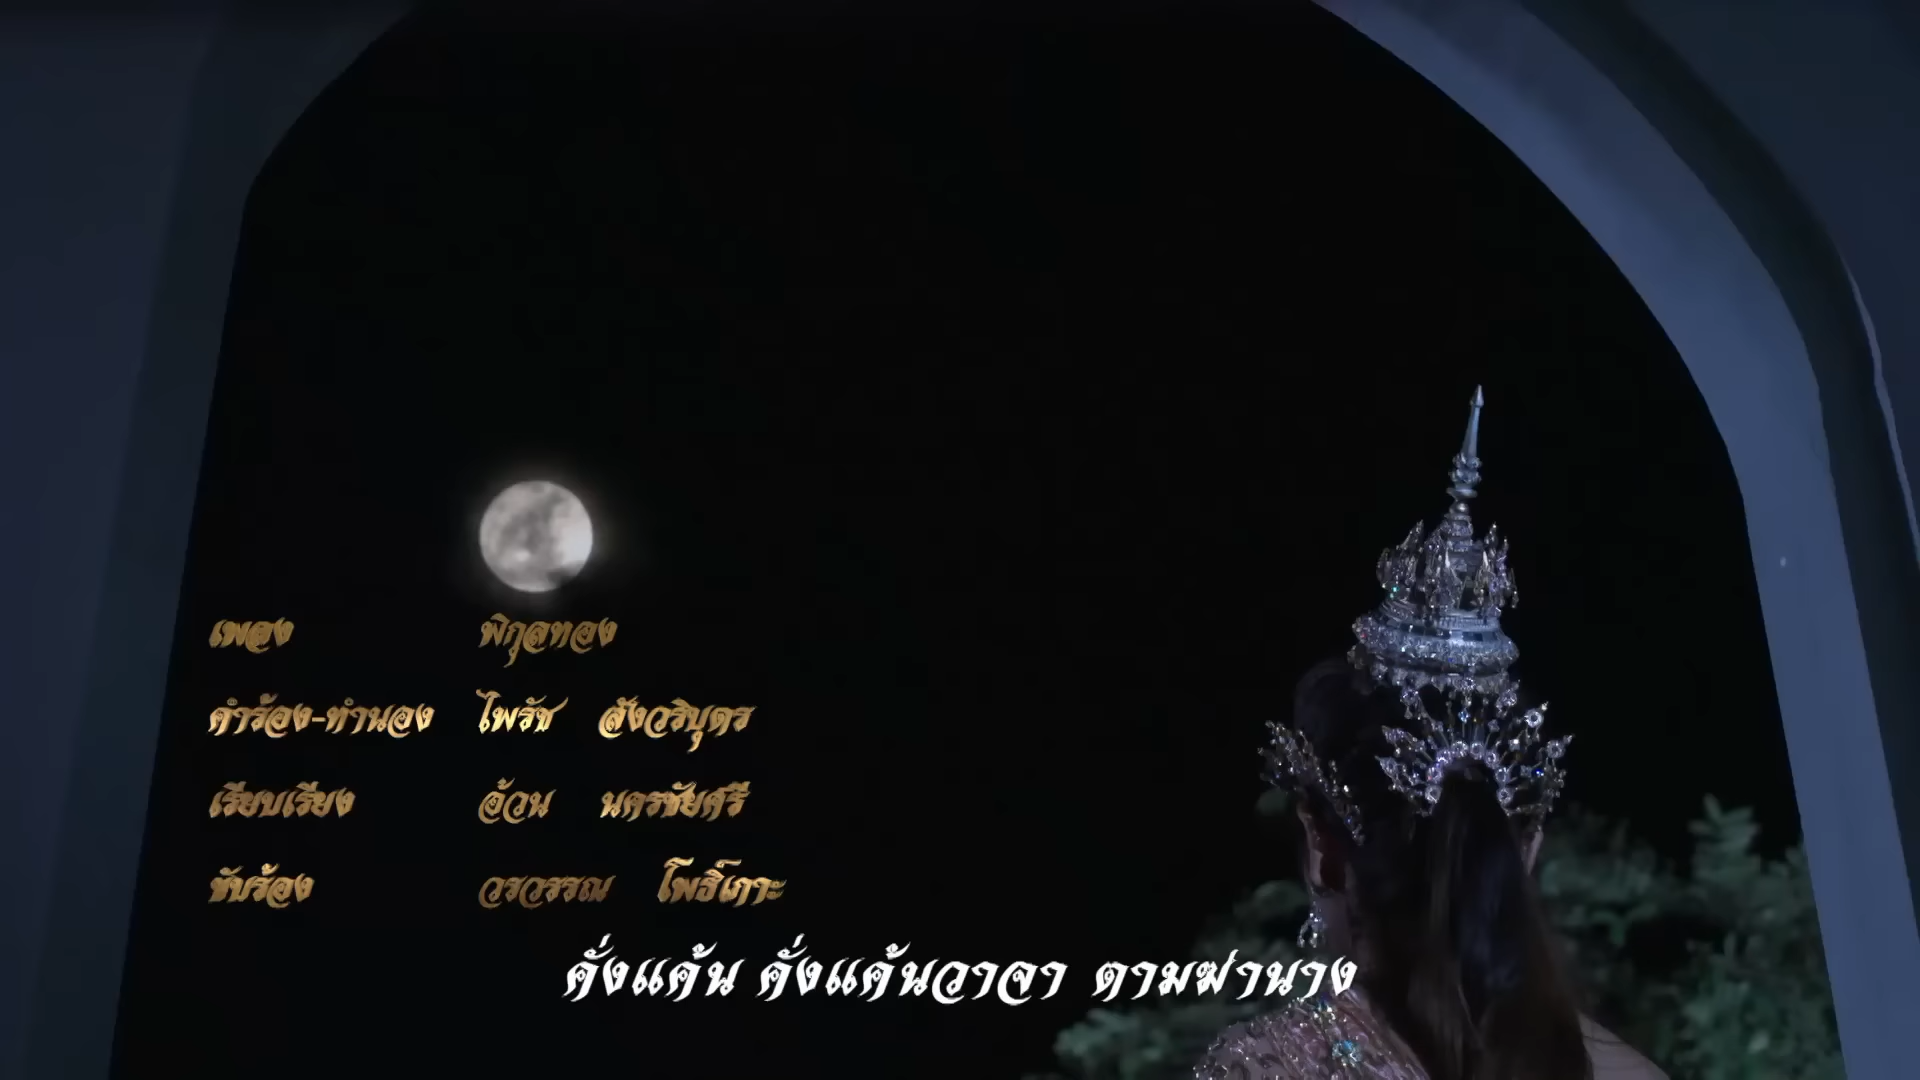 เพลง พิกุลทอง
คำร้อง-ทำนอง ไพรัช สังวริบุตร
เรียบเรียง อ้วน นครชัยศรี
ขับร้อง วรวรรณ โพธิ์เกาะ
คั่งแค้น คั่งแค้นวาจา ตามฆ่านาง